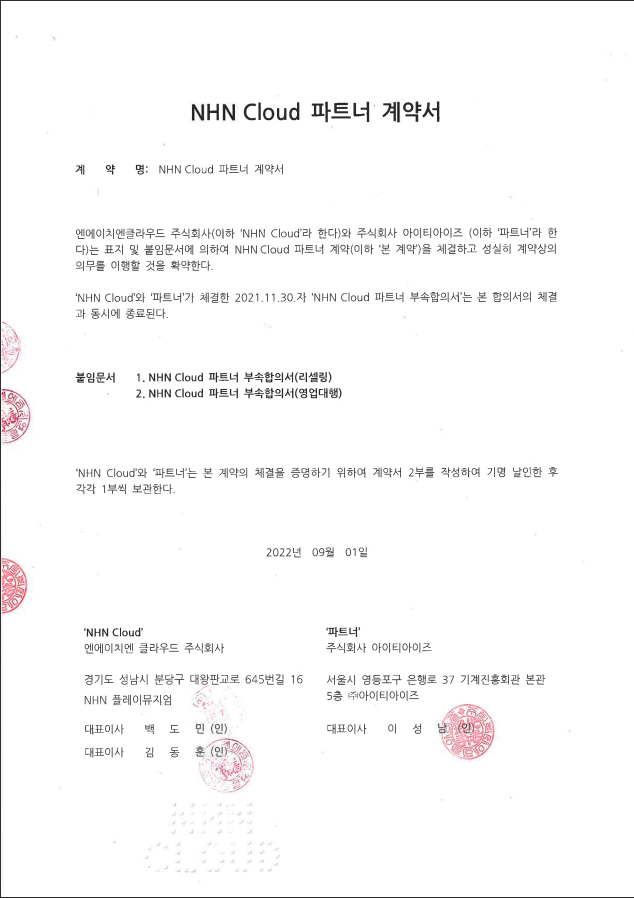 NHN Cloud 파트너 계약서
계 약 명: NHN Cloud 파트너 계약서
엔에이치엔클라우드 주식회사(이하 ‘NHN Cloud’라 한다)와 주식회사 아이티아이즈 (이하 ‘파트너’라 한
다)는 표지 및 붙임문서에 의하여 NHN Cloud 파트너 계약(이하 ‘본 계약’)을 체결하고 성실히 계약상의
의무를 이행할 것을 확약한다.
‘NHN Cloud’와 ‘파트너’가 체결한 2021.11.30.자 ‘NHN Cloud 파트너 부속합의서’는 본 합의서의 체결
과 동시에 종료된다.
붙임문서 1. NHN Cloud 파트너 부속합의서(리셀링)
2. NHN Cloud 파트너 부속합의서(영업대행)
‘NHN Cloud’와 ‘파트너’는 본 계약의 체결을 증명하기 위하여 계약서 2부를 작성하여 기명 날인한 후
각각 1부씩 보관한다.
2022년 09월 01일
‘NHN Cloud’
엔에이치엔 클라우드 주식회사
경기도 성남시 분당구 대왕판교로 645번길 16
NHN 플레이뮤지엄
대표이사 백 도 민 (인)
대표이사 김 동 훈 (인)
‘파트너’
주식회사 아이티아이즈
서울시 영등포구 은행로 37 기계진흥회관 본관
5층 ㈜아이티아이즈
대표이사 이 성 남 (인)
NHN
CLOUD